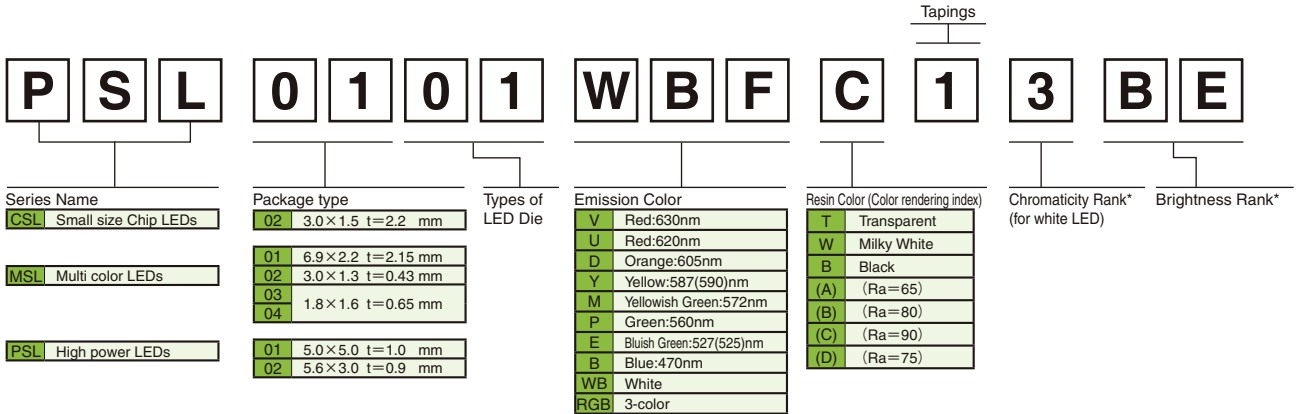 Tapings
P S L 0 1 0 1 W B F C 1 3 B E
Series Name
CSL Small size Chip LEDs
MSL Multi color LEDs
PSL High power LEDs
Package type
02 3.0×1.5 t=2.2 mm
01 6.9×2.2 t=2.15 mm
02 3.0×1.3 t=0.43 mm
03
04 1.8×1.6 t=0.65 mm
01 5.0×5.0 t=1.0 mm
02 5.6×3.0 t=0.9 mm
Types of
LED Die
Emission Color
V Red:630nm
U Red:620nm
D Orange:605nm
Y Yellow:587(590)nm
M Yellowish Green:572nm
P Green:560nm
E Bluish Green:527(525)nm
B Blue:470nm
WB White
RGB 3-color
Resin Color (Color rendering index)
T Transparent
W Milky White
B Black
(A) (Ra=65)
(B) (Ra=80)
(C) (Ra=90)
(D) (Ra=75)
Chromaticity Rank*
(for white LED)
Brightness Rank*